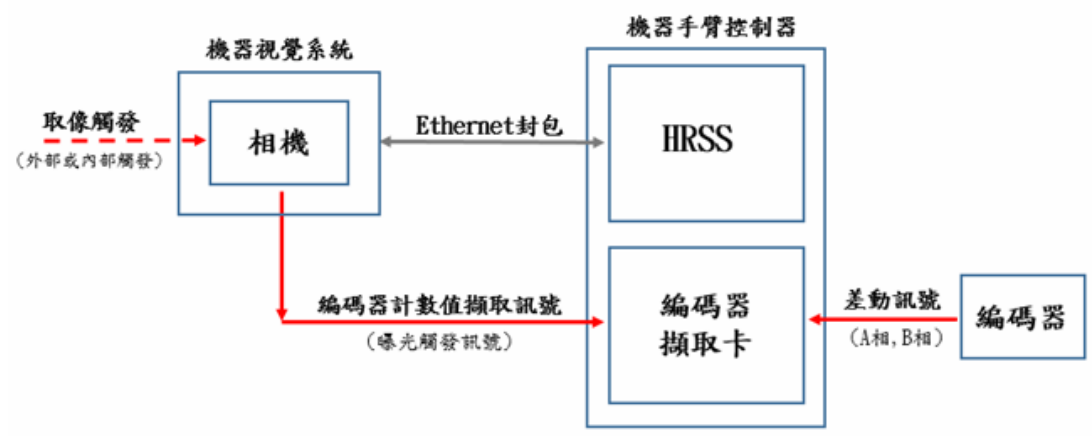 機器手臂控制器
機器視覺系統
取像觸發
(外部或內部觸發)
相機
Ethernet封包
HRSS
編碼器計數值擷取訊號
(曝光觸發訊號)
編碼器
擷取卡
差動訊號
(A相,B相)
編碼器